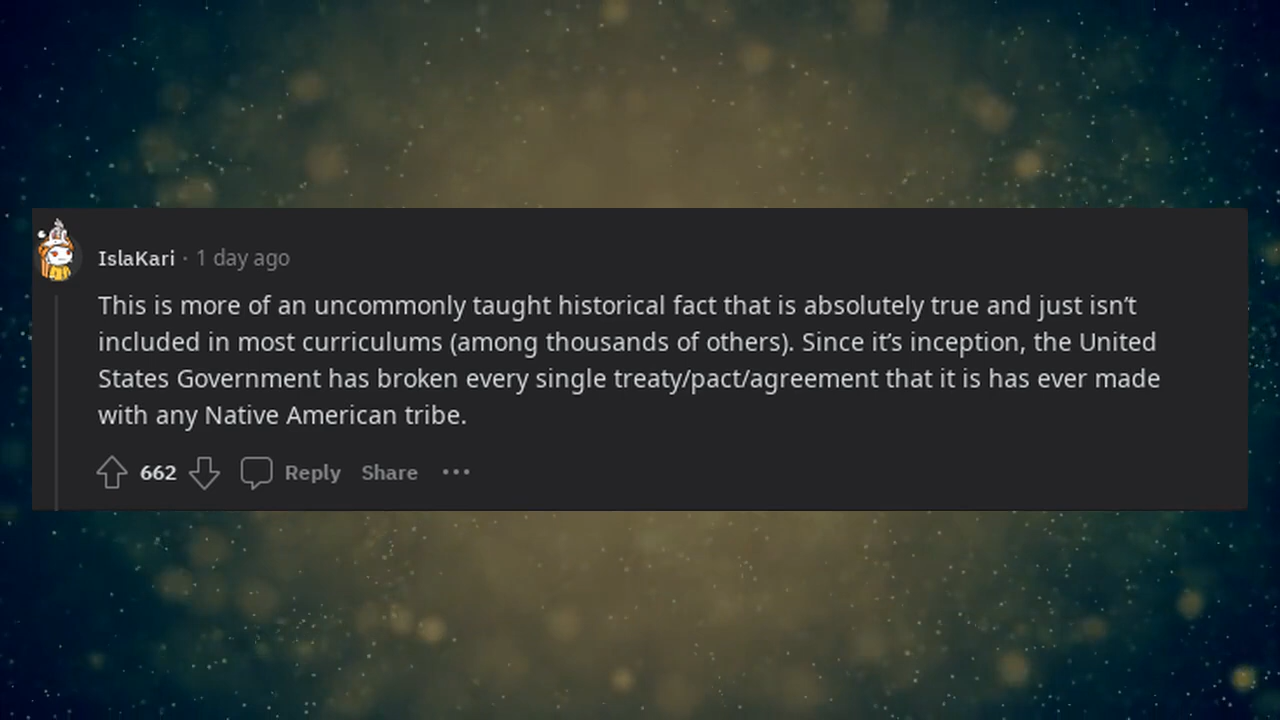 IslaKari · 1 day ago
This is more of an uncommonly taught historical fact that is absolutely true and just isn’t
included in most curriculums (among thousands of others). Since it’s inception, the United
States Government has broken every single treaty/pact/agreement that it is has ever made
with any Native American tribe.
662 Reply Share ···